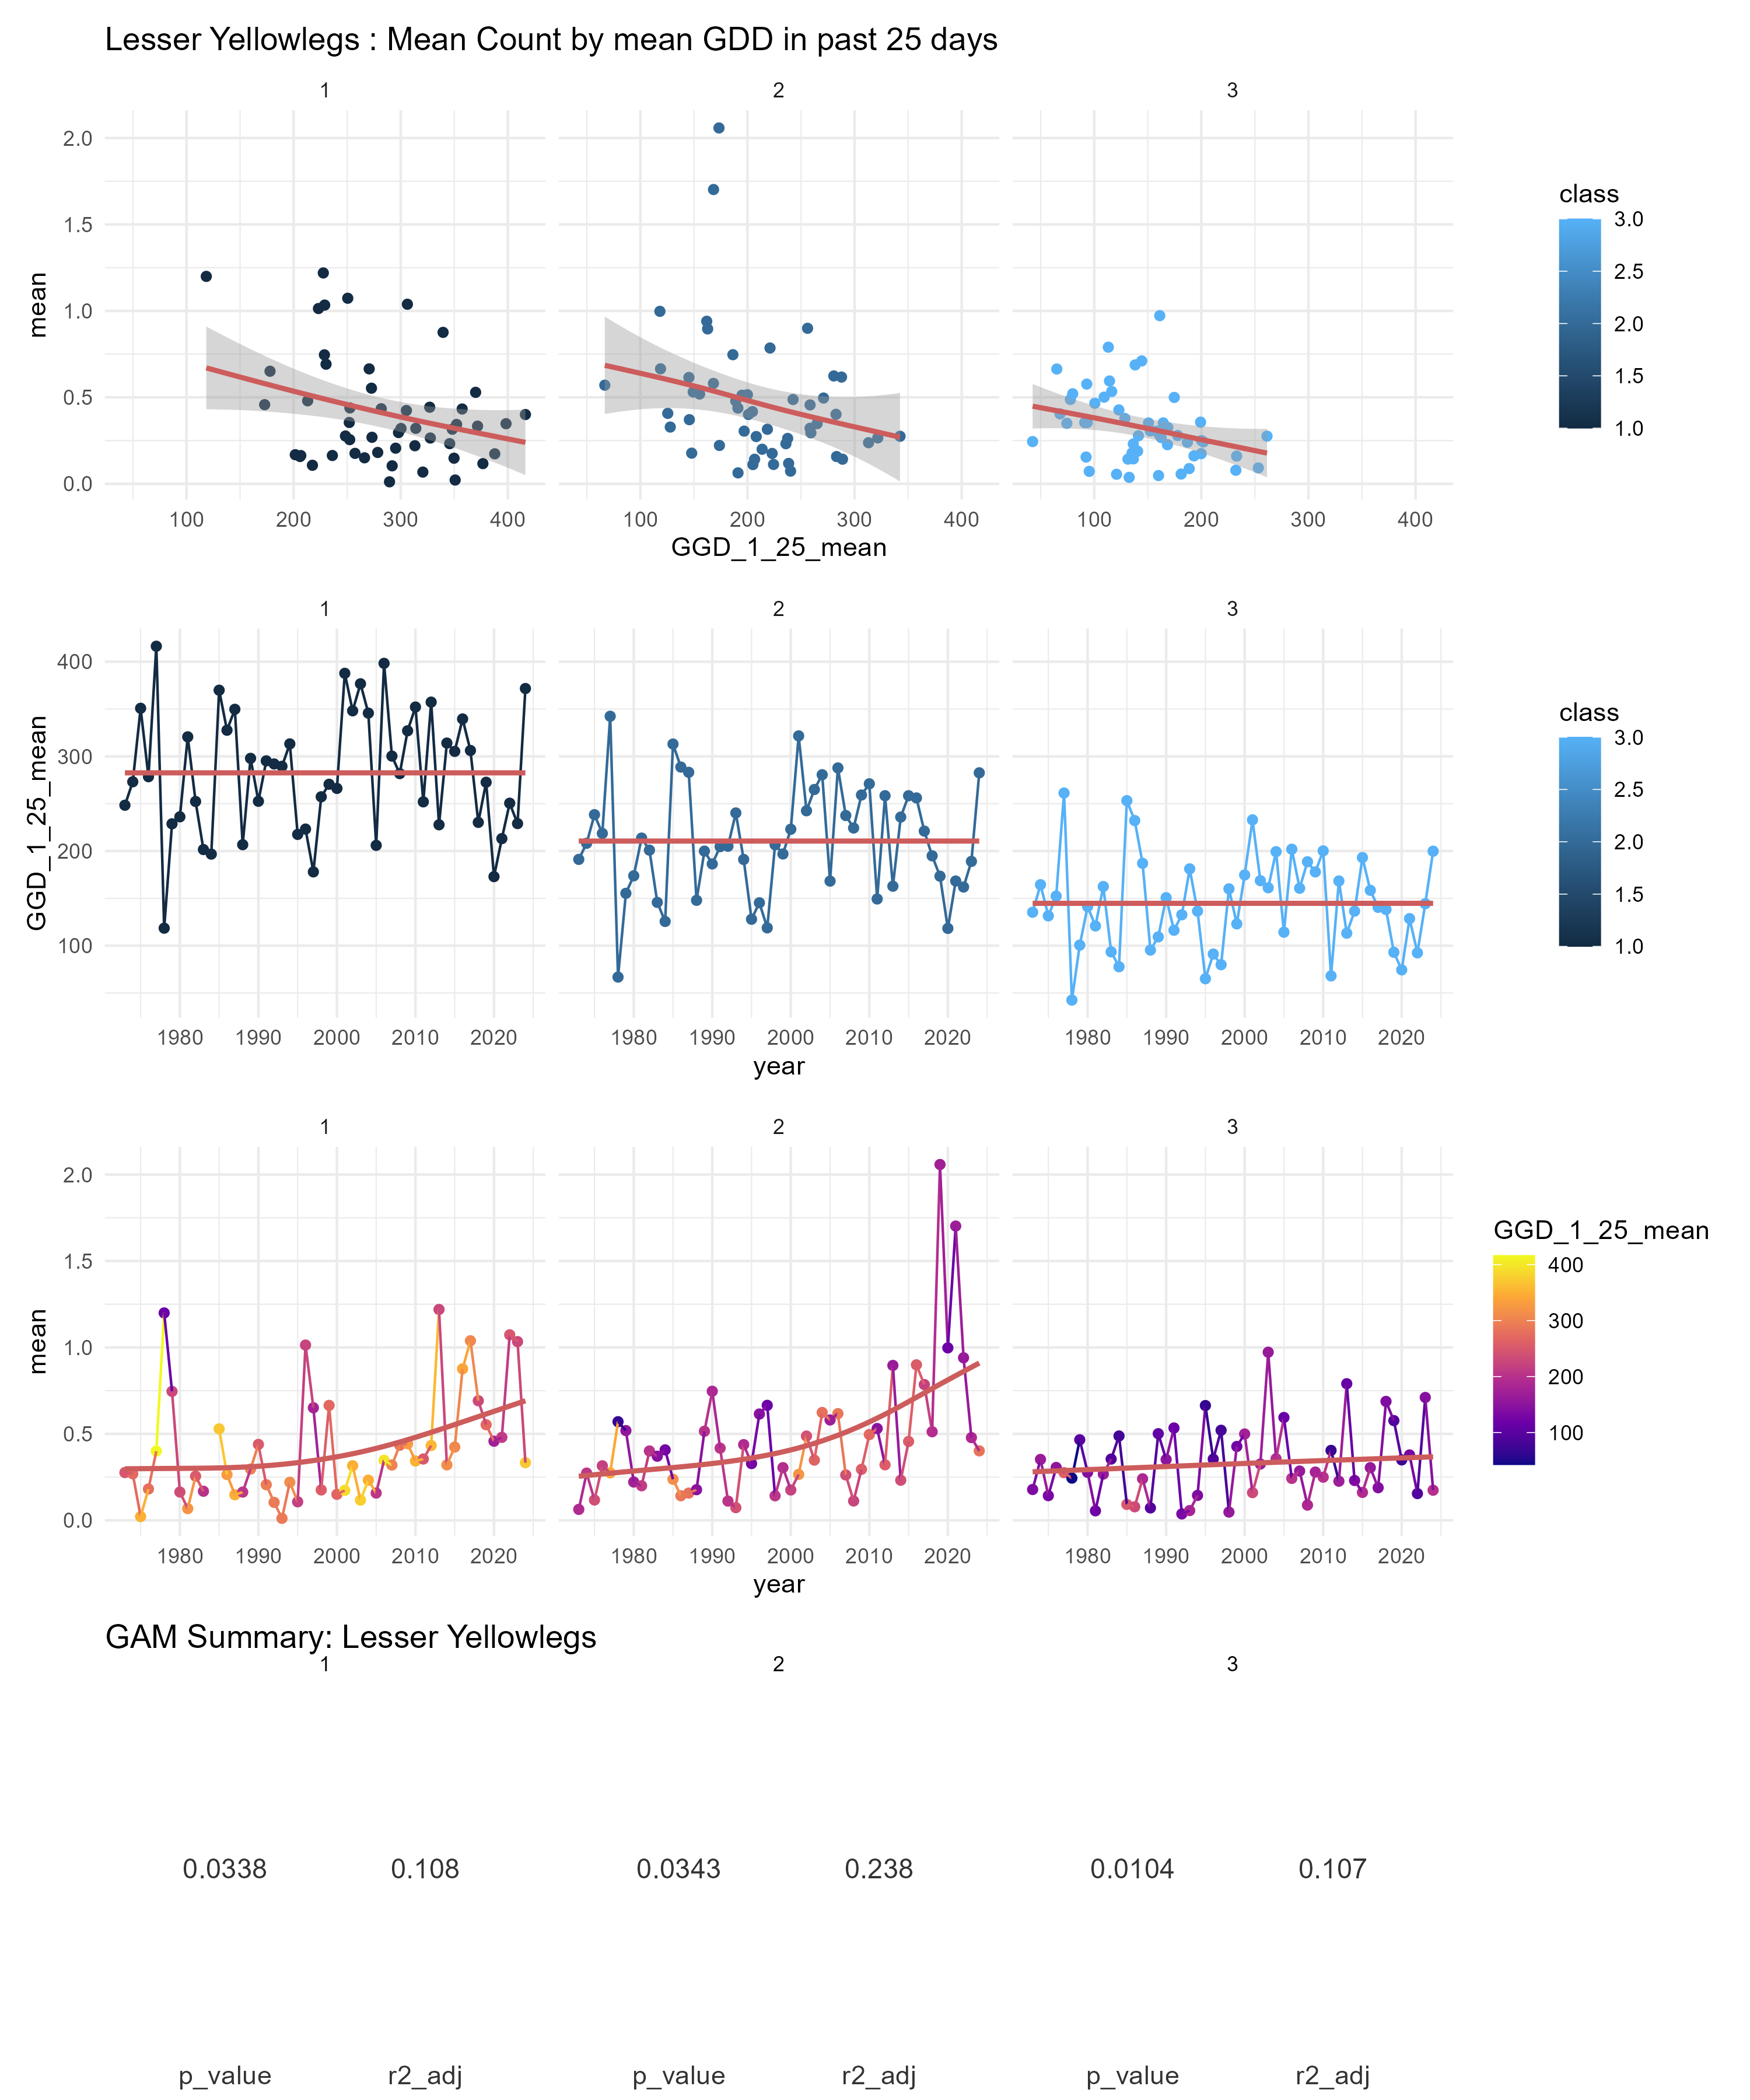 Lesser Yellowlegs : Mean Count by mean GDD in past 25 days
1 2 3
mean
2.0
1.5
1.0
0.5
0.0
100 200 300 400 100 200 300 400 100 200 300 400
GGD_1_25_mean
class
3.0
2.5
2.0
1.5
1.0
1 2 3
GGD_1_25_mean
400
300
200
100
1980 1990 2000 2010 2020 1980 1990 2000 2010 2020 1980 1990 2000 2010 2020
year
class
3.0
2.5
2.0
1.5
1.0
1 2 3
mean
2.0
1.5
1.0
0.5
0.0
1980 1990 2000 2010 2020 1980 1990 2000 2010 2020 1980 1990 2000 2010 2020
year
GGD_1_25_mean
400
300
200
100
GAM Summary: Lesser Yellowlegs
1 2 3
0.0338 0.108 0.0343 0.238 0.0104 0.107
p_value r2_adj p_value r2_adj p_value r2_adj